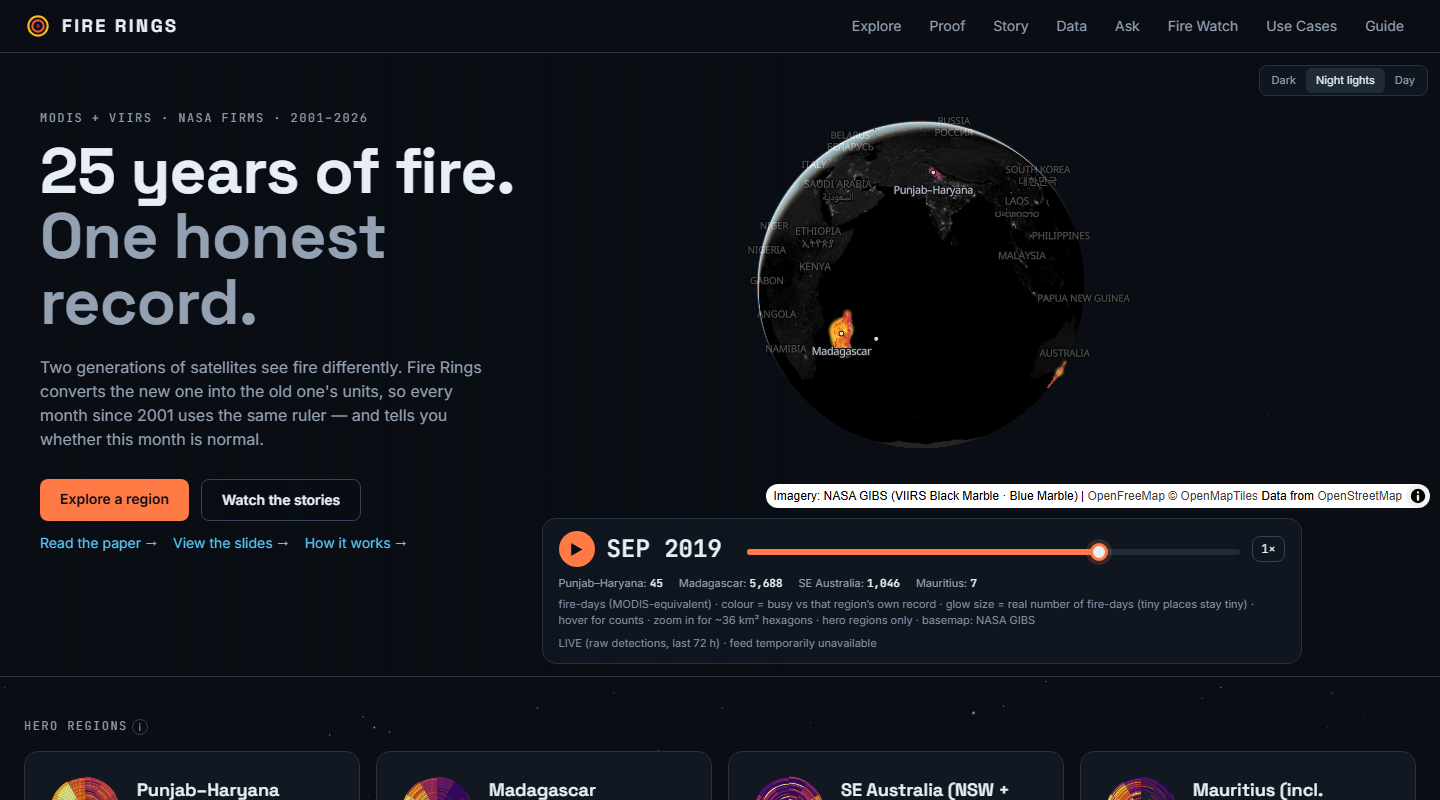 FIRE RINGS
Explore
Proof
Story
Data
Ask
Fire Watch
Use Cases
Guide
Dark
Night lights
Day
MODIS + VIIRS · NASA FIRMS · 2001–2026
25 years of fire.
One honest
record.
Two generations of satellites see fire differently. Fire Rings
converts the new one into the old one's units, so every
month since 2001 uses the same ruler — and tells you
whether this month is normal.
Explore a region
Watch the stories
Read the paper →
View the slides →
How it works →
RUSSIA
РОССИЯ
BELARUS
БЕЛАРУСЬ
ITALY
SOUTH KOREA
대한민국
SAUDI ARABIA
السعودية
Punjab–Haryana
LAOS
ປະເທດລາວ
NIGER
ETHIOPIA
ኢትዮጵያ
PHILIPPINES
NIGERIA
MALAYSIA
KENYA
GABON
PAPUA NEW GUINEA
ANGOLA
NAMIBIA
Madagascar
AUSTRALIA
Imagery: NASA GIBS (VIIRS Black Marble · Blue Marble) | OpenFreeMap © OpenMapTiles Data from OpenStreetMap
SEP 2019
1×
Punjab–Haryana: 45
Madagascar: 5,688
SE Australia: 1,046
Mauritius: 7
fire-days (MODIS-equivalent) · colour = busy vs that region's own record · glow size = real number of fire-days (tiny places stay tiny) ·
hover for counts · zoom in for ~36 km² hexagons · hero regions only · basemap: NASA GIBS
LIVE (raw detections, last 72 h) · feed temporarily unavailable
HERO REGIONS
Punjab–Haryana
Madagascar
SE Australia (NSW +
Mauritius (incl.